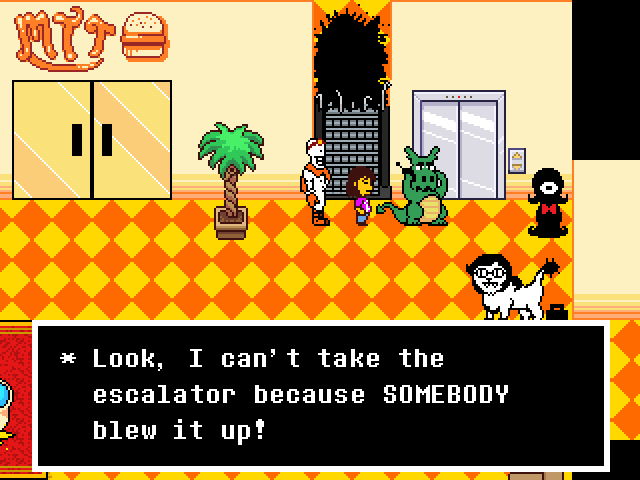 MTT
* Look, I can't take the
escalator because SOMEBODY
blew it up!